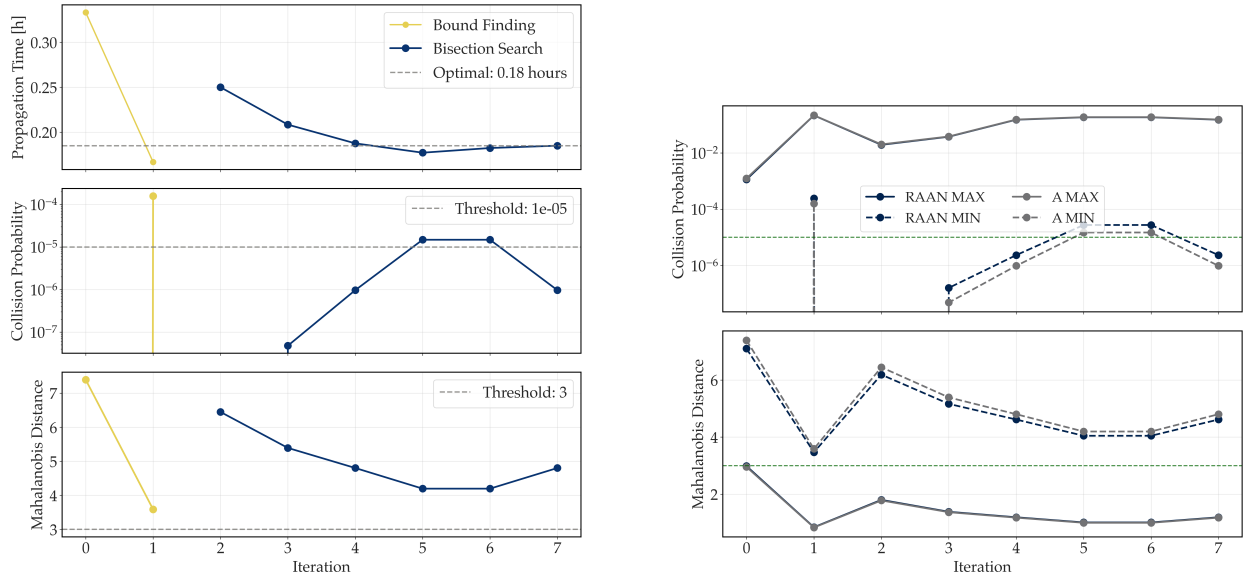 Propagation Time [h]
0.30
0.25
0.20
Bound Finding
Bisection Search
Optimal: 0.18 hours
Collision Probability
10⁻⁴
10⁻⁵
10⁻⁶
10⁻⁷
Threshold: 1e-05
Mahalanobis Distance
7
6
5
4
3
Threshold: 3
0 1 2 3 4 5 6 7
Iteration
Collision Probability
10⁻²
10⁻⁴
10⁻⁶
RAAN MAX
RAAN MIN
A MAX
A MIN
Mahalanobis Distance
6
4
2
0 1 2 3 4 5 6 7
Iteration